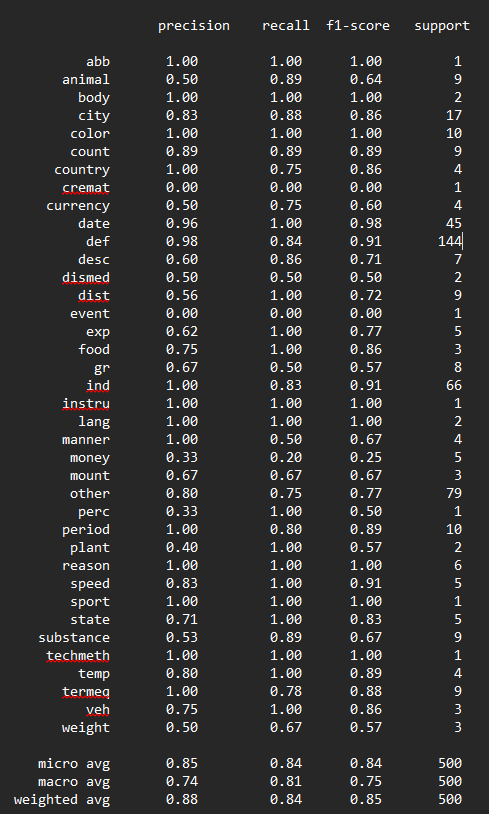 precision recall f1-score support
abb 1.00 1.00 1.00 1
animal 0.50 0.89 0.64 9
body 1.00 1.00 1.00 2
city 0.83 0.88 0.86 17
color 1.00 1.00 1.00 10
count 0.89 0.89 0.89 9
country 1.00 0.75 0.86 4
cremat 0.00 0.00 0.00 1
currency 0.50 0.75 0.60 4
date 0.96 1.00 0.98 45
def 0.98 0.84 0.91 144
desc 0.60 0.86 0.71 7
dismed 0.50 0.50 0.50 2
dist 0.56 1.00 0.72 9
event 0.00 0.00 0.00 1
exp 0.62 1.00 0.77 5
food 0.75 1.00 0.86 3
gr 0.67 0.50 0.57 8
ind 1.00 0.83 0.91 66
instru 1.00 1.00 1.00 1
lang 1.00 1.00 1.00 2
manner 1.00 0.50 0.67 4
money 0.33 0.20 0.25 5
mount 0.67 0.67 0.67 3
other 0.80 0.75 0.77 79
perc 0.33 1.00 0.50 1
period 1.00 0.80 0.89 10
plant 0.40 1.00 0.57 2
reason 1.00 1.00 1.00 6
speed 0.83 1.00 0.91 5
sport 1.00 1.00 1.00 1
state 0.71 1.00 0.83 5
substance 0.53 0.89 0.67 9
techmeth 1.00 1.00 1.00 1
temp 0.80 1.00 0.89 4
termeq 1.00 0.78 0.88 9
veh 0.75 1.00 0.86 3
weight 0.50 0.67 0.57 3
micro avg 0.85 0.84 0.84 500
macro avg 0.74 0.81 0.75 500
weighted avg 0.88 0.84 0.85 500